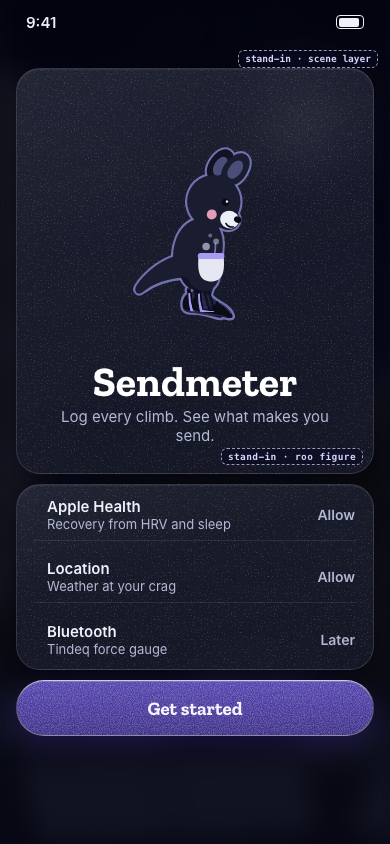 9:41
stand-in · scene layer
Sendmeter
Log every climb. See what makes you
send.
stand-in · roo figure
Apple Health
Recovery from HRV and sleep
Allow
Location
Weather at your crag
Allow
Bluetooth
Tindeq force gauge
Later
Get started